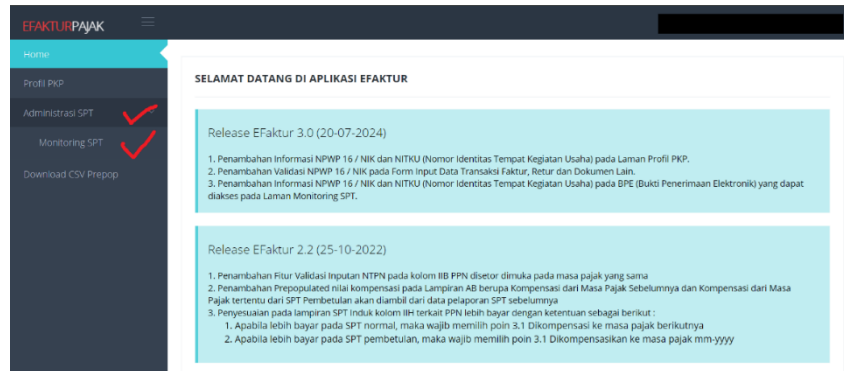 EFAKTURPAJAK
Home
Profil PKP
Administrasi SPT
Monitoring SPT
Download CSV Prepop
SELAMAT DATANG DI APLIKASI EFAKTUR
Release EFaktur 3.0 (20-07-2024)
1. Penambahan Informasi NPWP 16 / NIK dan NITKU (Nomor Identitas Tempat Kegiatan Usaha) pada Laman Profil PKP.
2. Penambahan Validasi NPWP 16 / NIK pada Form Input Data Transaksi Faktur, Retur dan Dokumen Lain.
3. Penambahan Informasi NPWP 16 / NIK dan NITKU (Nomor Identitas Tempat Kegiatan Usaha) pada BPE (Bukti Penerimaan Elektronik) yang dapat
diakses pada Laman Monitoring SPT.
Release EFaktur 2.2 (25-10-2022)
1. Penambahan Fitur Validasi Inputan NTPN pada kolom IIB PPN disetor dimuka pada masa pajak yang sama
2. Penambahan Prepopulated nilai kompensasi pada Lampiran AB berupa Kompensasi dari Masa Pajak Sebelumnya dan Kompensasi dari Masa
Pajak tertentu dari SPT Pembetulan akan diambil dari data pelaporan SPT sebelumnya
3. Penyesuaian pada lampiran SPT Induk kolom IIH terkait PPN lebih bayar dengan ketentuan sebagai berikut :
1. Apabila lebih bayar pada SPT normal, maka wajib memilih poin 3.1 Dikompensasi ke masa pajak berikutnya
2. Apabila lebih bayar pada SPT pembetulan, maka wajib memilih poin 3.1 Dikompensasikan ke masa pajak mm-yyyy